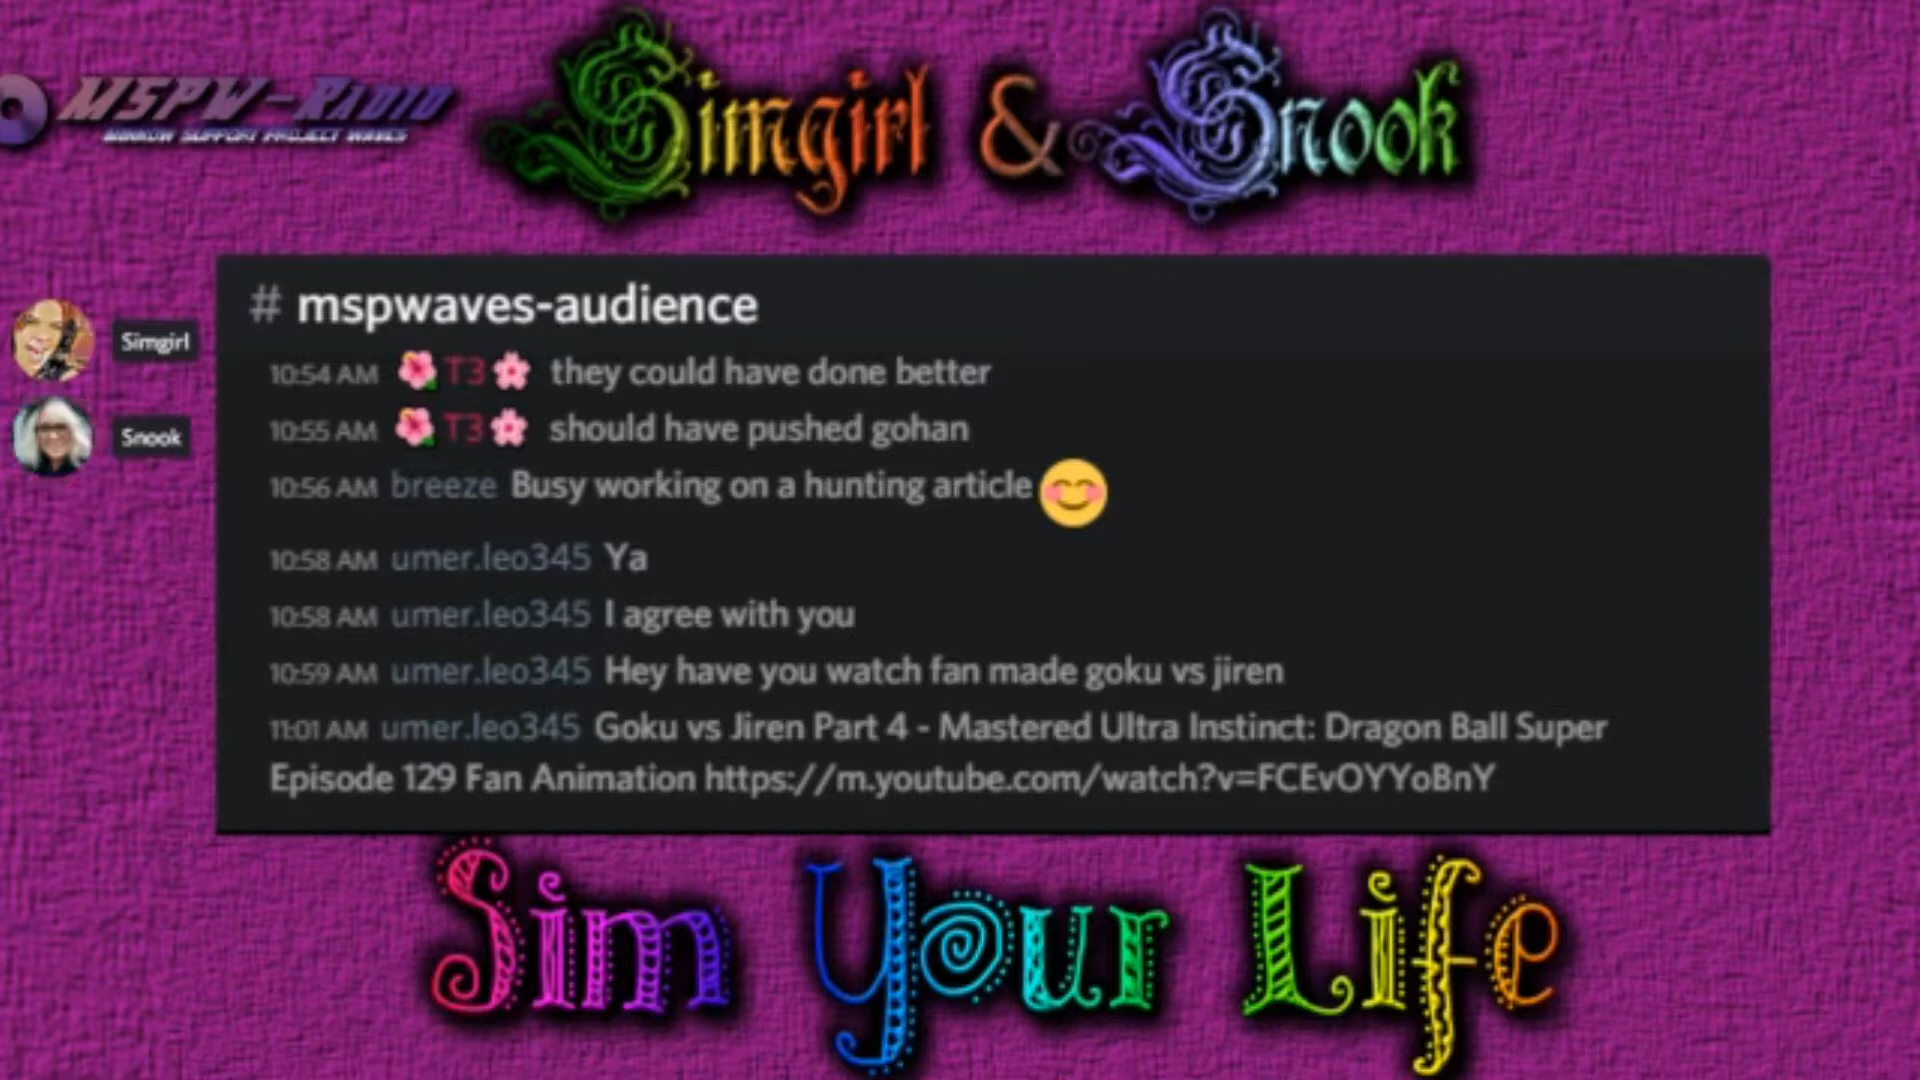 MSPW-Radio
MINNOW SUPPORT PROJECT WAVES
Simgirl & Snook
# mspwaves-audience
Simgirl
Snook
10:54 AM 🌺T3🌸 they could have done better
10:55 AM 🌺T3🌸 should have pushed gohan
10:56 AM breeze Busy working on a hunting article😊
10:58 AM umer.leo345 Ya
10:58 AM umer.leo345 I agree with you
10:59 AM umer.leo345 Hey have you watch fan made goku vs jiren
11:01 AM umer.leo345 Goku vs Jiren Part 4 - Mastered Ultra Instinct: Dragon Ball Super
Episode 129 Fan Animation https://m.youtube.com/watch?v=FCEvOYYoBnY
Sim Your Life